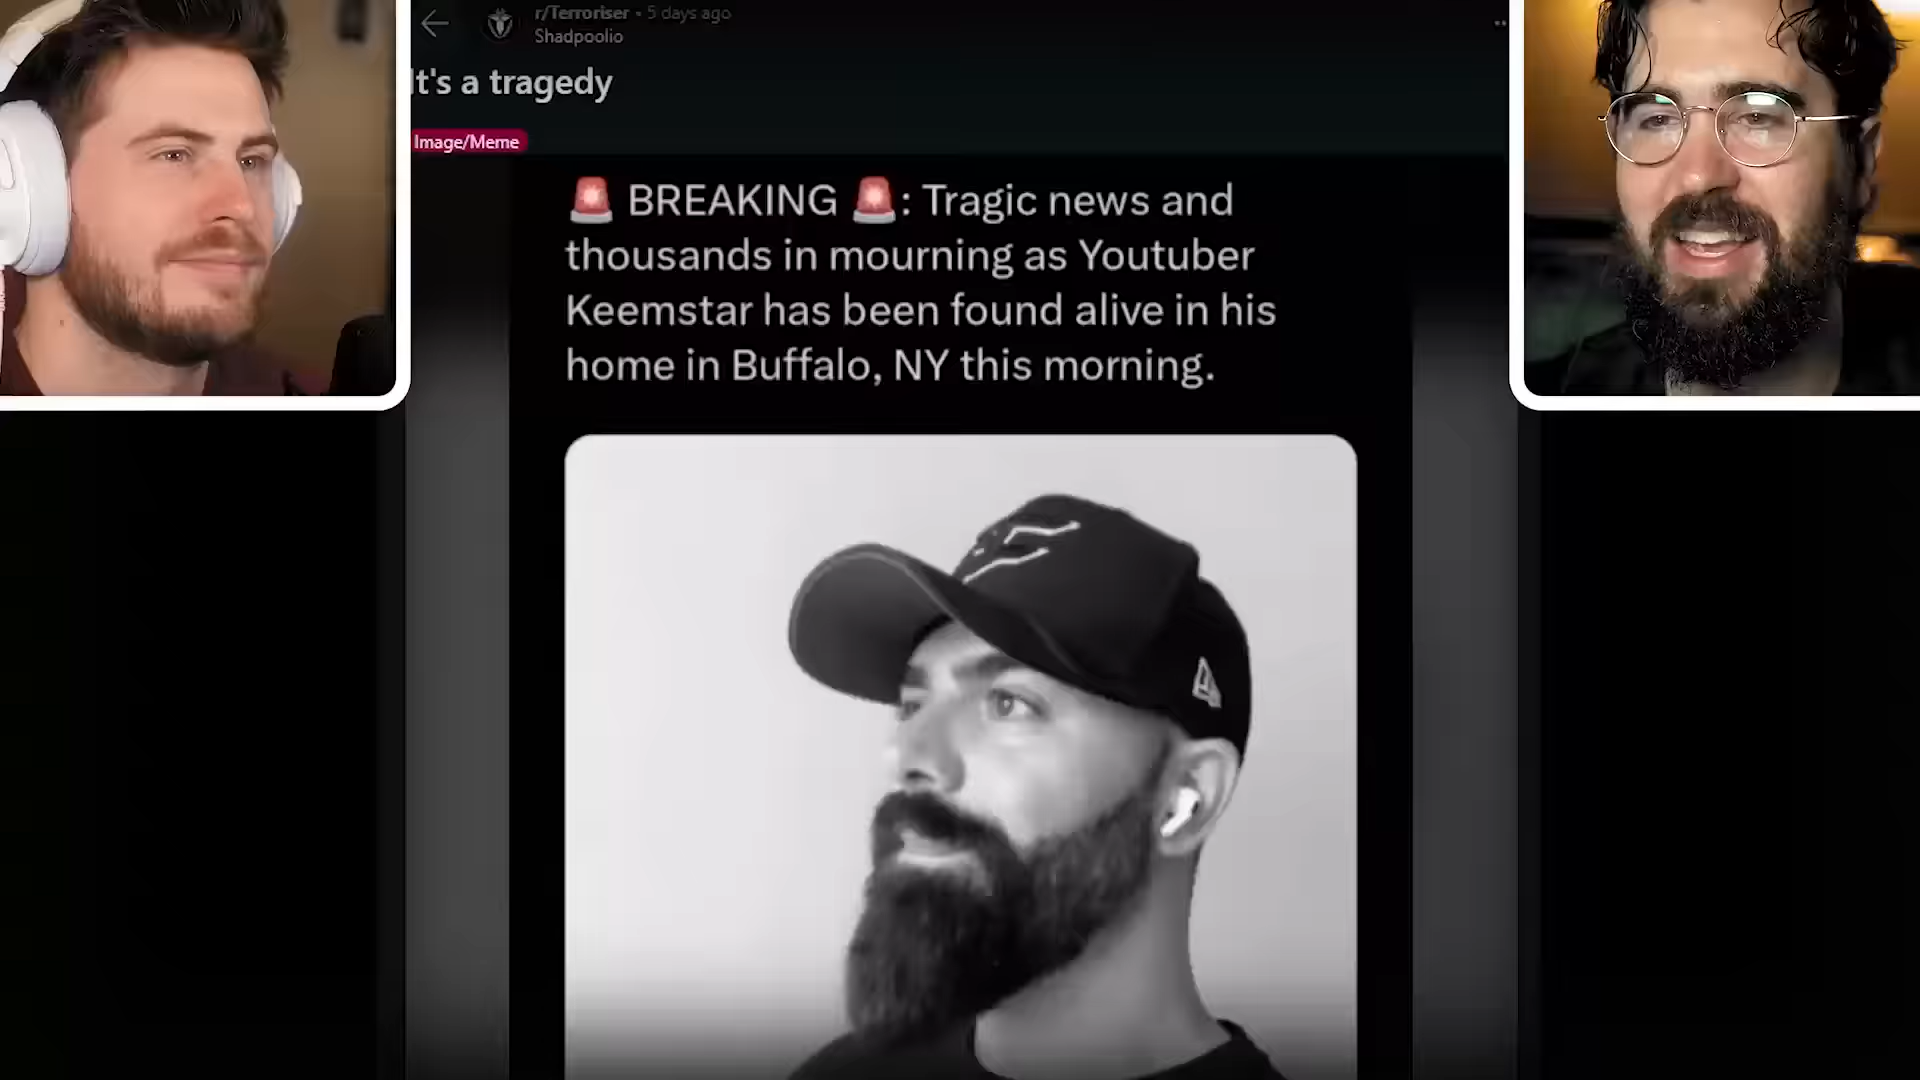 r/Terroriser • 5 days ago
Shadpoolio
It's a tragedy
Image/Meme
🚨 BREAKING 🚨: Tragic news and
thousands in mourning as Youtuber
Keemstar has been found alive in his
home in Buffalo, NY this morning.